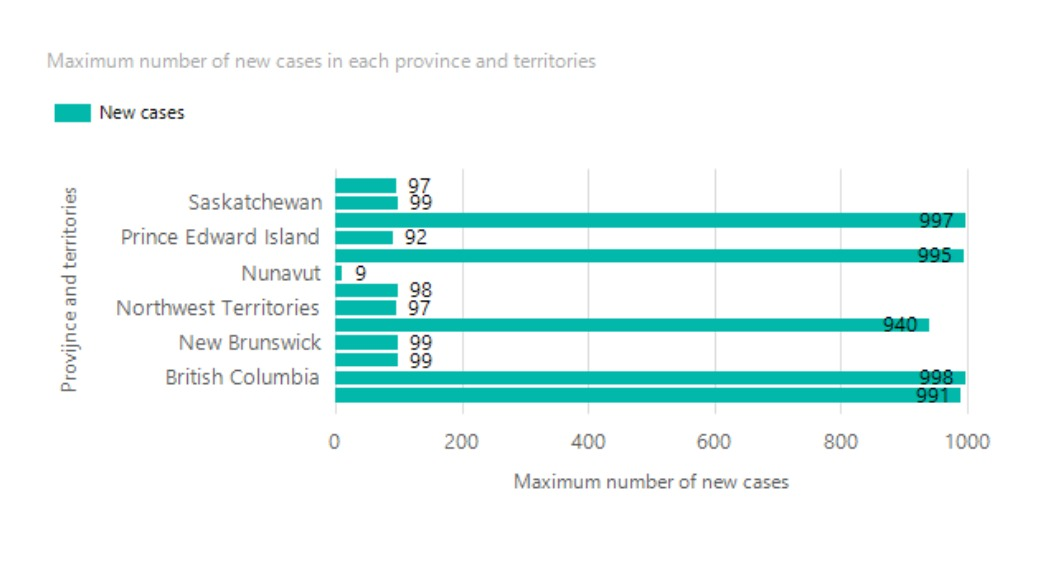 Maximum number of new cases in each province and territories
New cases
Provijnce and territories
97
Saskatchewan 99
997
Prince Edward Island 92
995
Nunavut 9
98
Northwest Territories 97
940
New Brunswick 99
99
British Columbia 998
991
0 200 400 600 800 1000
Maximum number of new cases